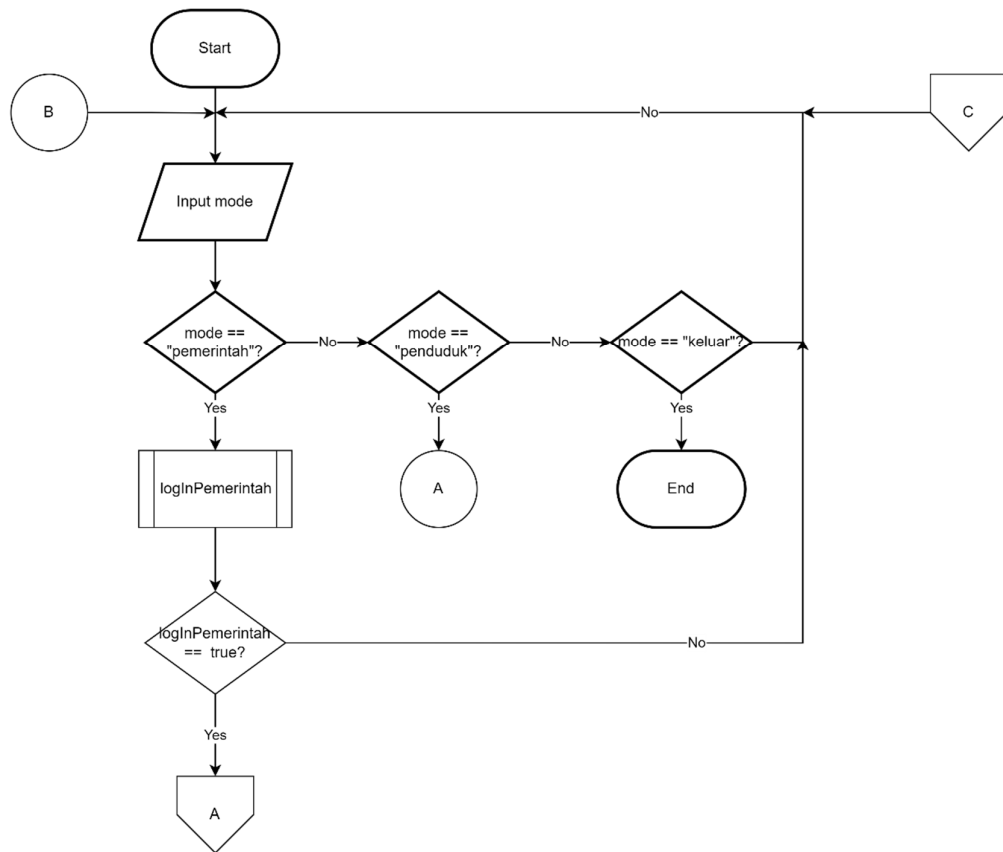 Start
B
No
C
Input mode
mode ==
"pemerintah"?
No
mode ==
"penduduk"?
No
mode == "keluar"?
Yes
Yes
Yes
logInPemerintah
A
End
logInPemerintah
== true?
No
Yes
A